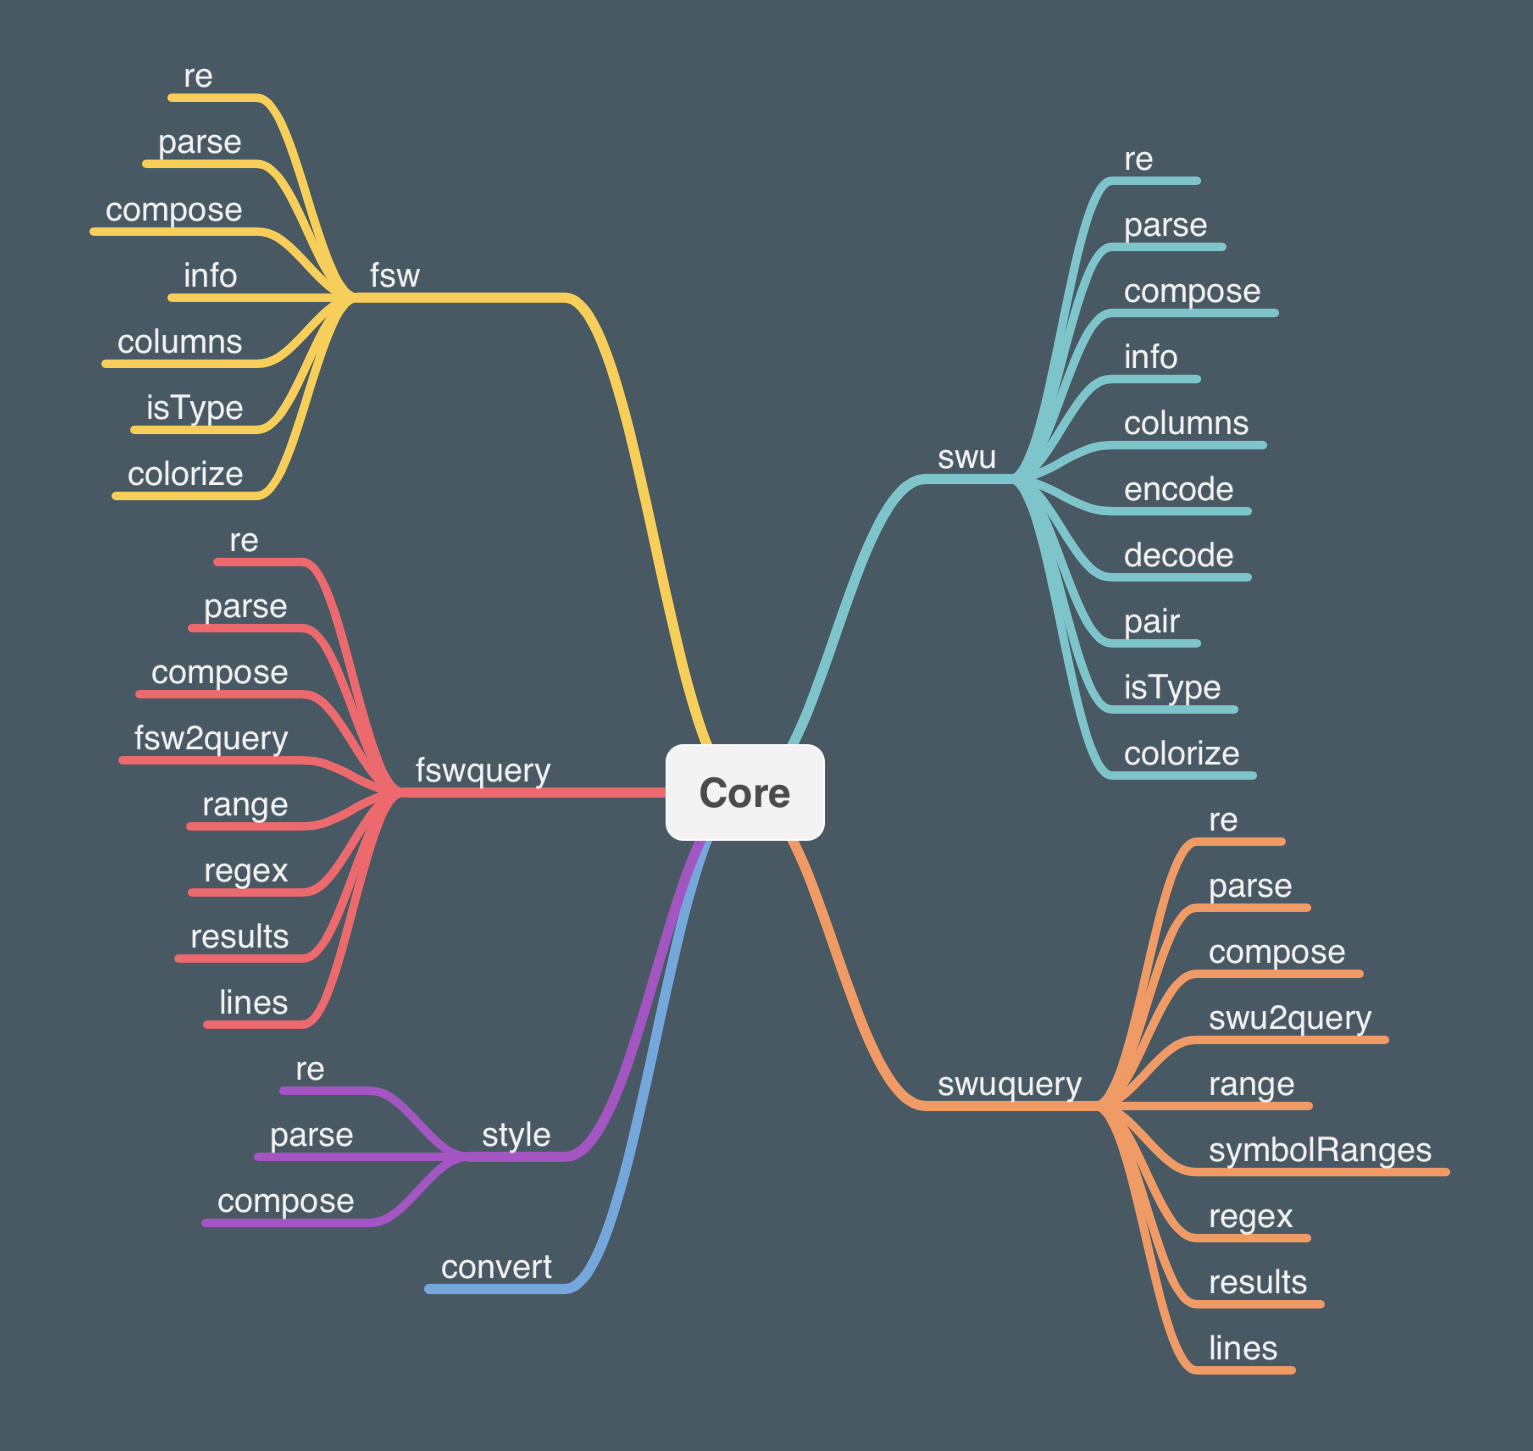 Core
fsw
re
parse
compose
info
columns
isType
colorize
fswquery
re
parse
compose
fsw2query
range
regex
results
lines
style
re
parse
compose
convert
swu
re
parse
compose
info
columns
encode
decode
pair
isType
colorize
swuquery
re
parse
compose
swu2query
range
symbolRanges
regex
results
lines